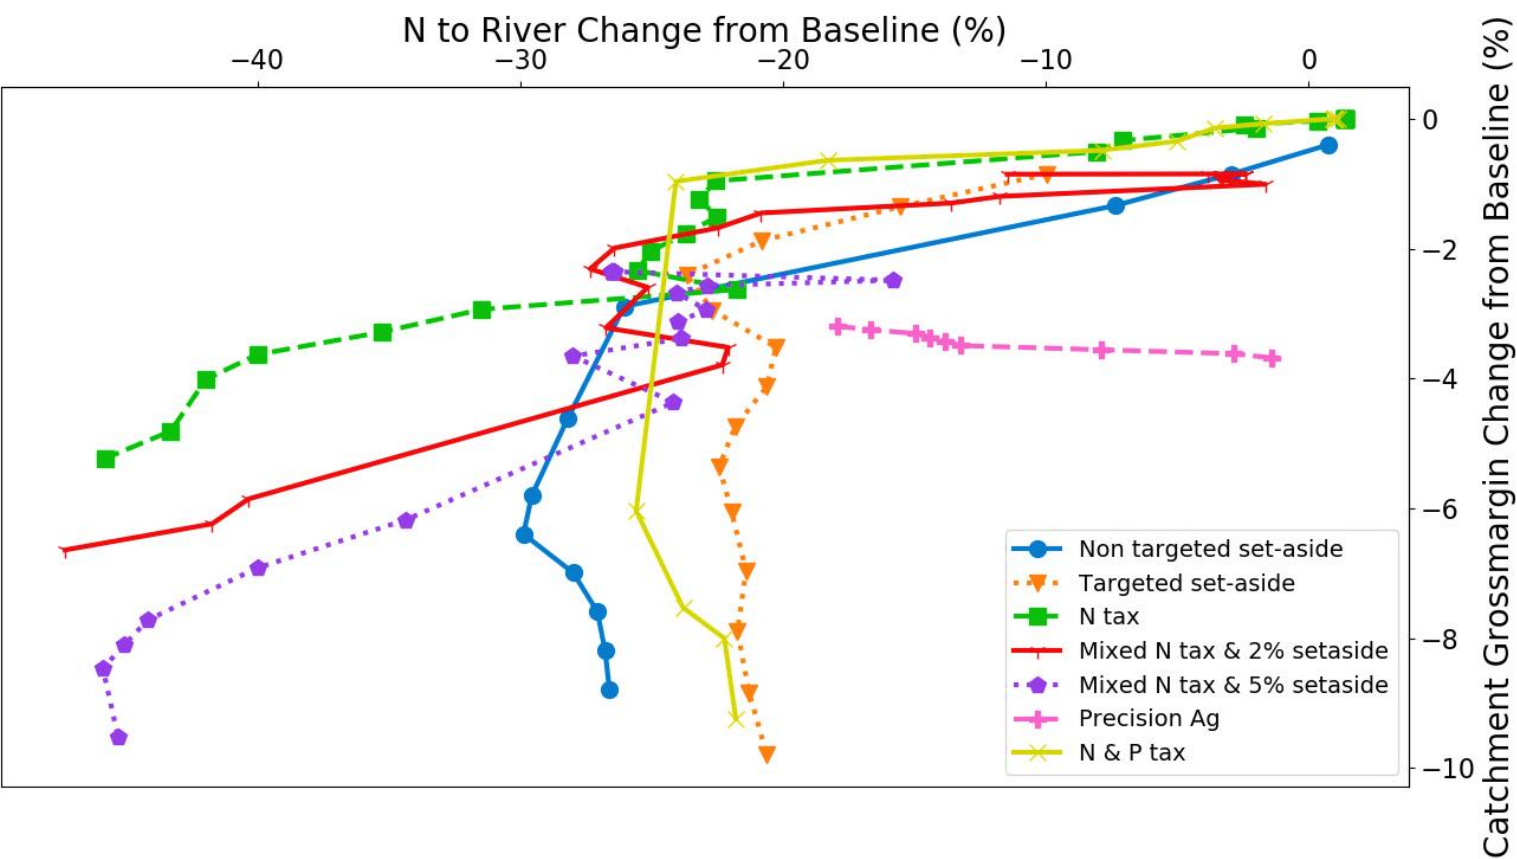 N to River Change from Baseline (%)
−40 −30 −20 −10 0
Catchment Grossmargin Change from Baseline (%)
0
−2
−4
−6
−8
−10
Non targeted set-aside
Targeted set-aside
N tax
Mixed N tax & 2% setaside
Mixed N tax & 5% setaside
Precision Ag
N & P tax